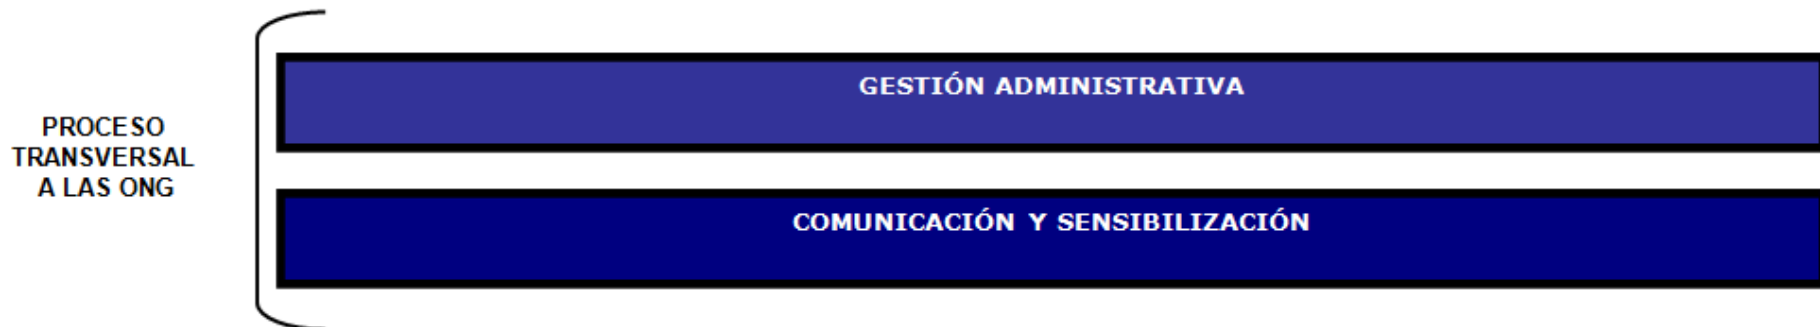 PROCESO
TRANSVERSAL
A LAS ONG
GESTIÓN ADMINISTRATIVA
COMUNICACIÓN Y SENSIBILIZACIÓN